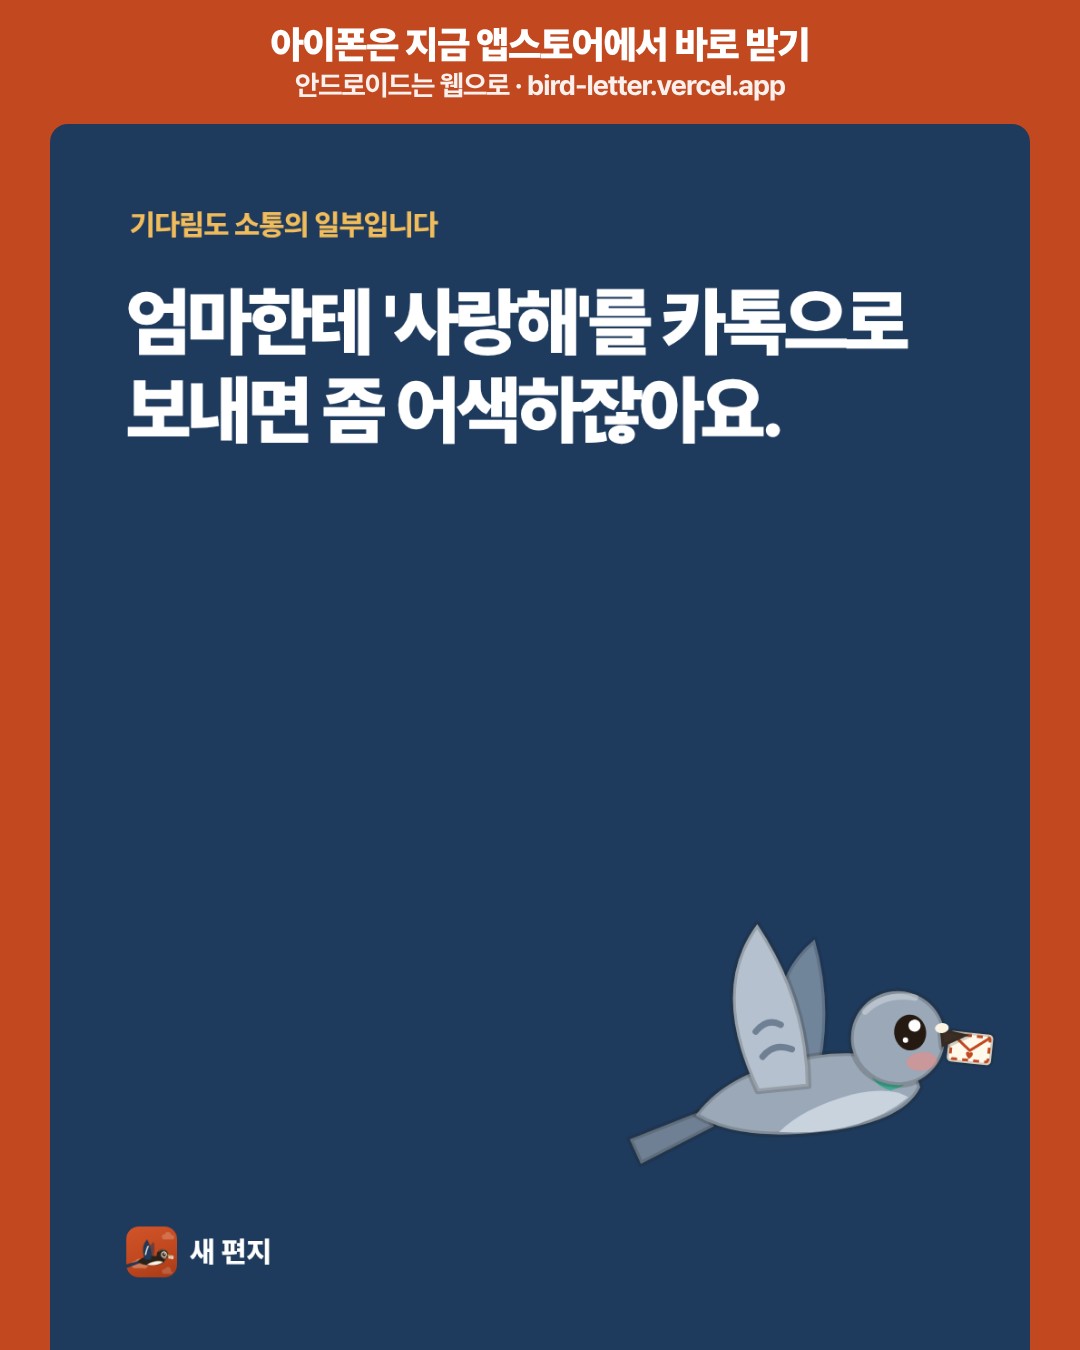 아이폰은 지금 앱스토어에서 바로 받기
안드로이드는 웹으로 · bird-letter.vercel.app
기다림도 소통의 일부입니다
엄마한테 '사랑해'를 카톡으로
보내면 좀 어색하잖아요.
새 편지